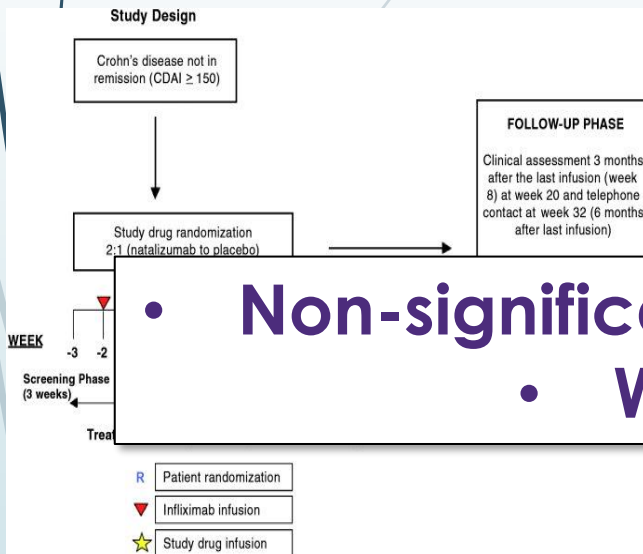 Study Design
Crohn's disease not in
remission (CDAI ≥ 150)
FOLLOW-UP PHASE
Clinical assessment 3 months
after the last infusion (week
8) at week 20 and telephone
contact at week 32 (6 months
after last infusion)
Study drug randomization
2:1 (natalizumab to placebo)
• Non-signific
•
WEEK
-3 -2
Screening Phase
(3 weeks)
R Patient randomization
Infliximab infusion
Study drug infusion